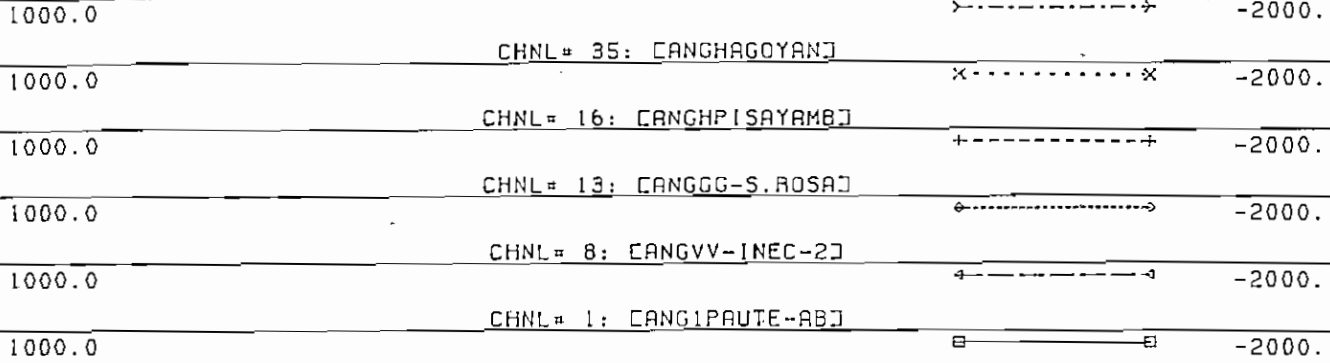 1000.0 -2000.
CHNL# 35: [ANGHAGOYAN]
1000.0 -2000.
CHNL# 16: [ANGHPISAYAMB]
1000.0 -2000.
CHNL# 13: [ANGGG-S.ROSA]
1000.0 -2000.
CHNL# 8: [ANGVV-INEC-2]
1000.0 -2000.
CHNL# 1: [ANG1PAUTE-AB]
1000.0 -2000.